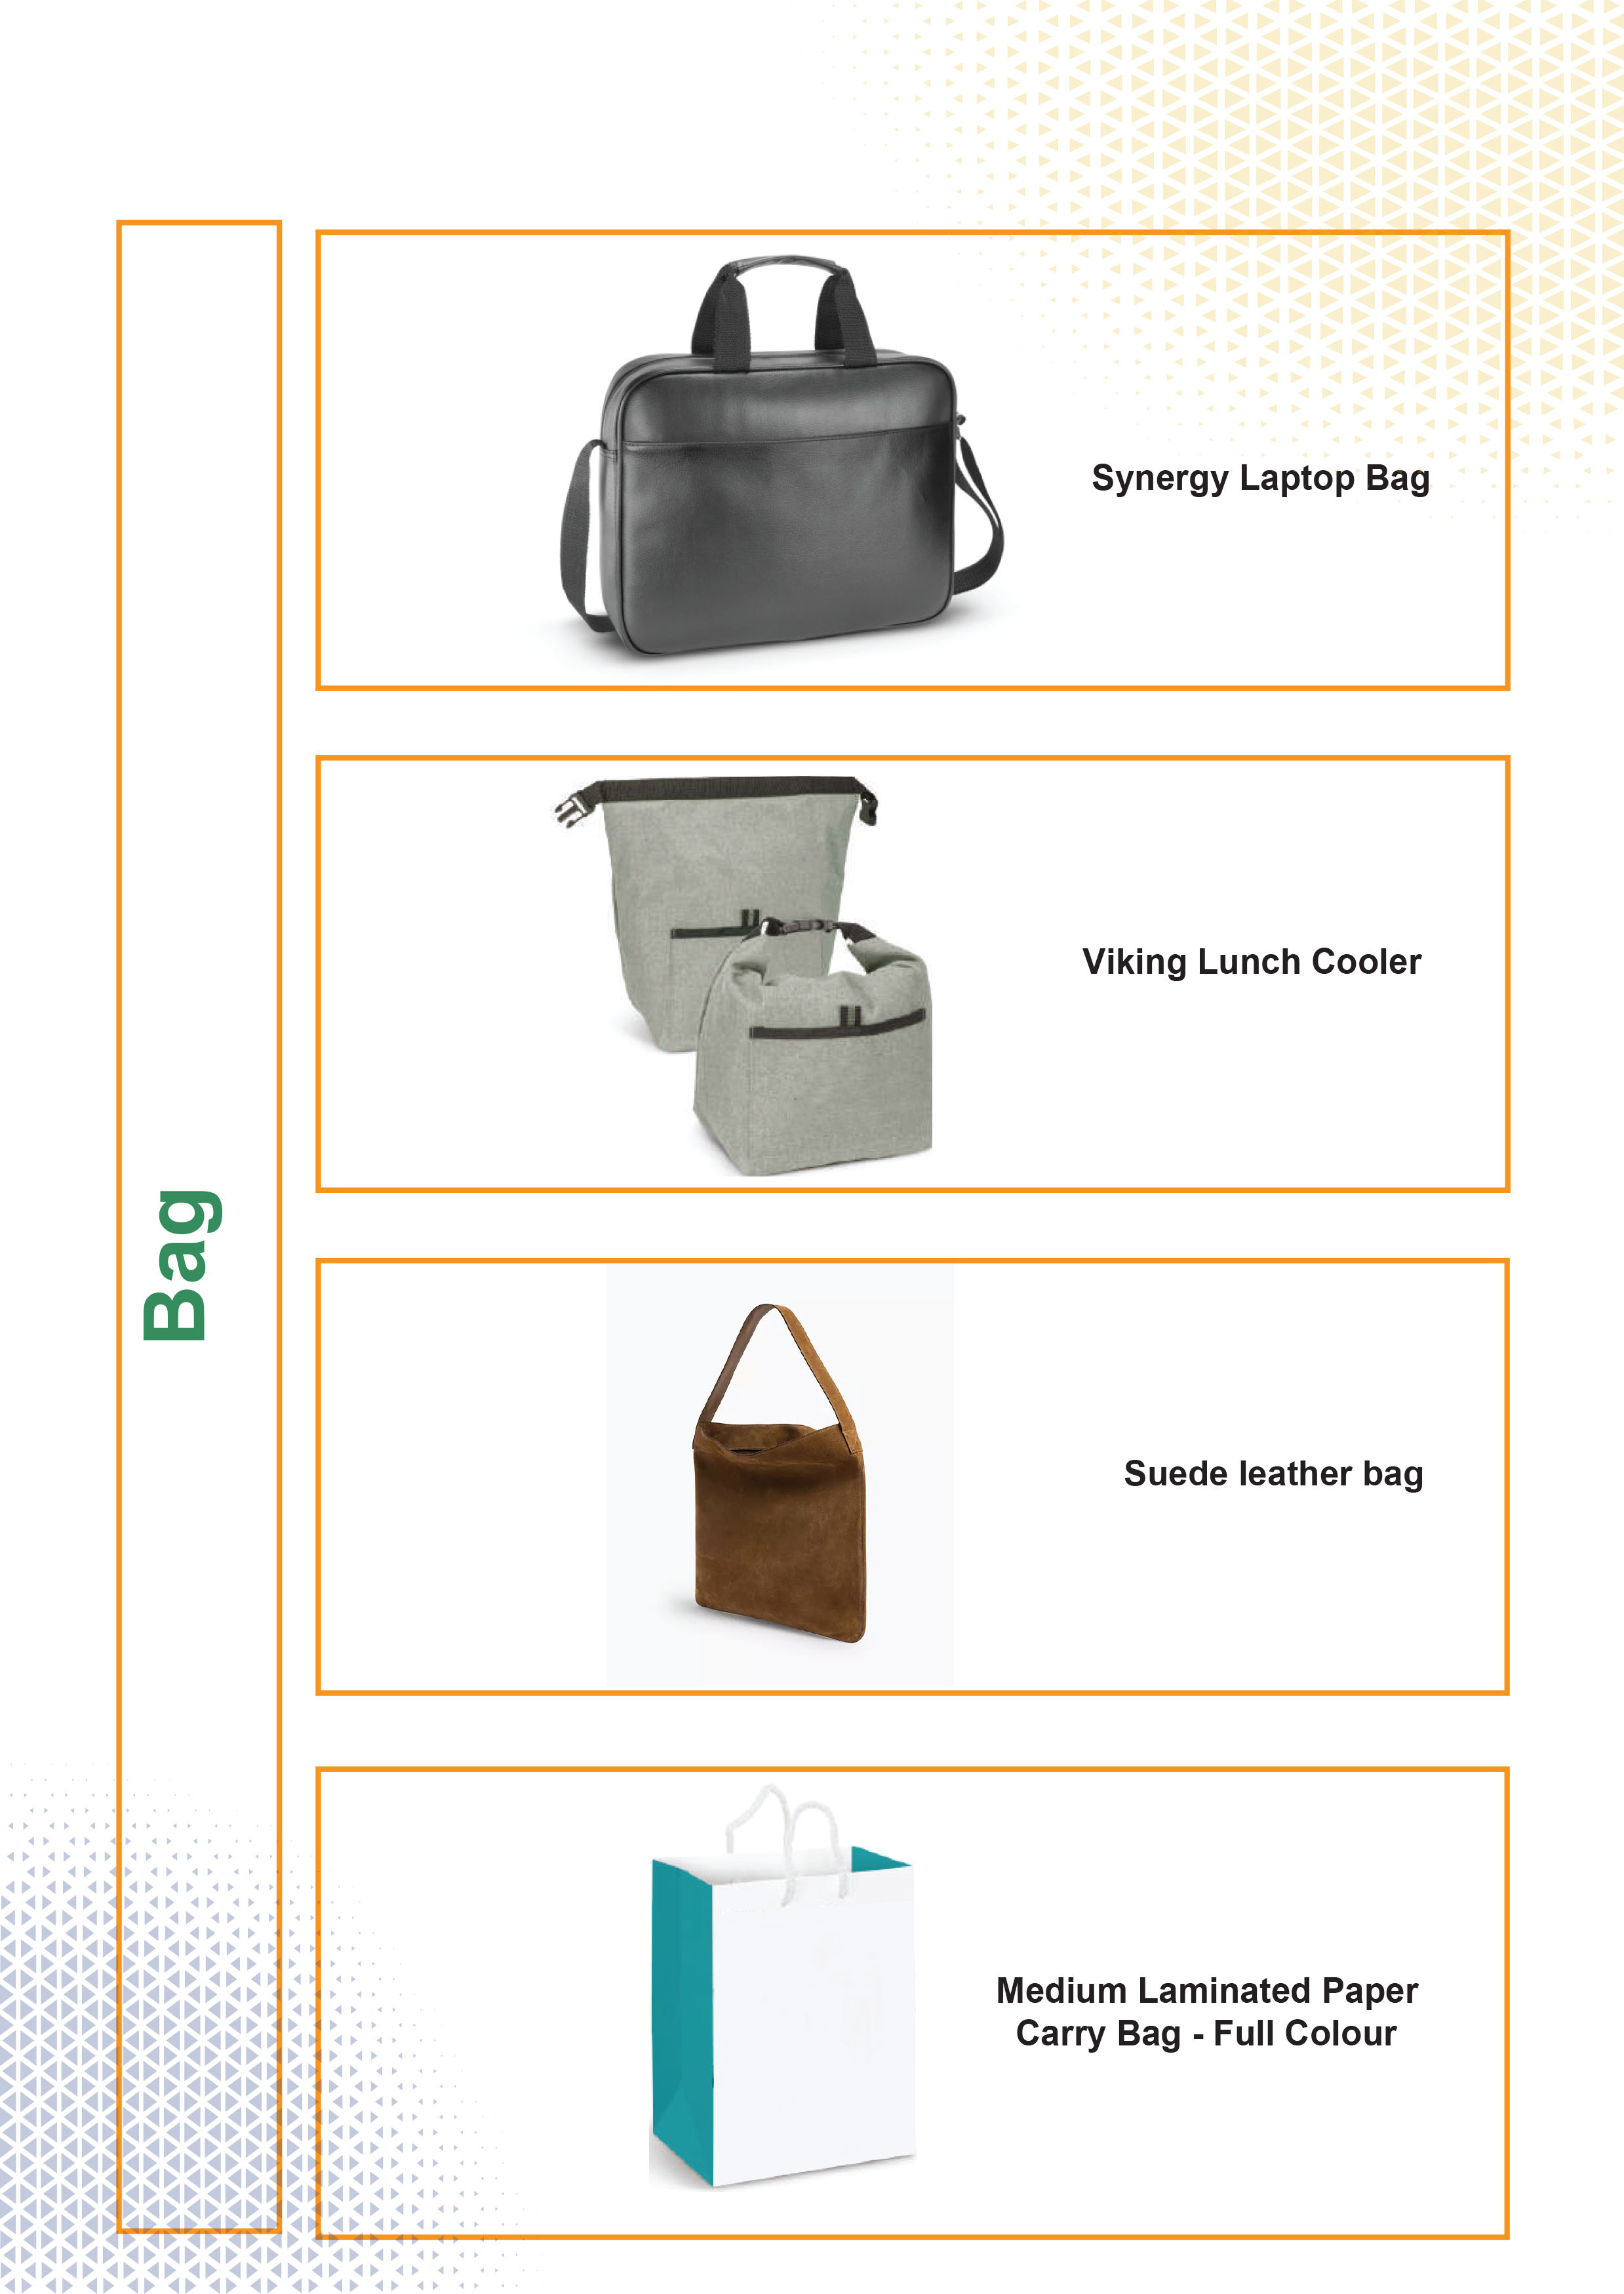 Bag
Synergy Laptop Bag
Viking Lunch Cooler
Suede leather bag
Medium Laminated Paper
Carry Bag - Full Colour